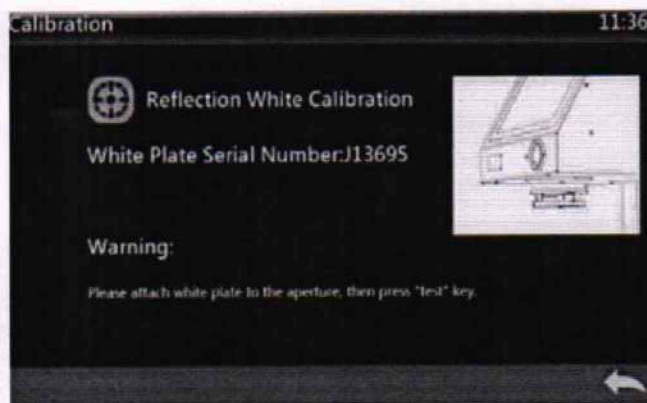 Calibration 11:36
Reflection White Calibration
White Plate Serial Number:J13695
Warning:
Please attach white plate to the aperture, then press "test" key.